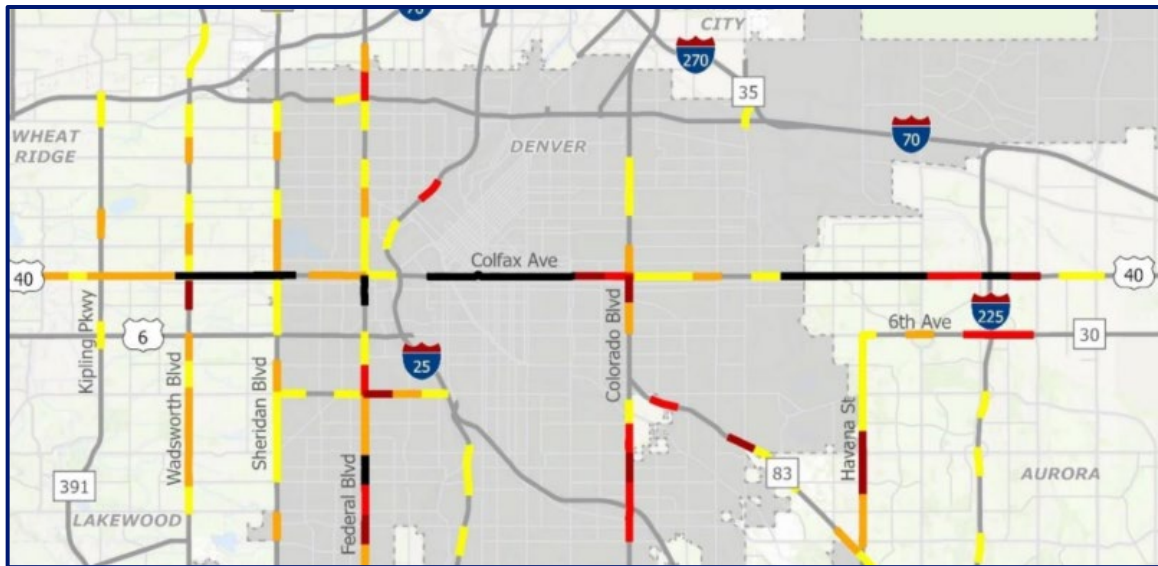 70
CITY
270
35
WHEAT
RIDGE
DENVER
70
Colfax Ave
40
40
6
Kipling Pkwy
Wadsworth Blvd
Sheridan Blvd
Federal Blvd
25
Colorado Blvd
6th Ave
225
30
Havana St
391
83
LAKEWOOD
AURORA